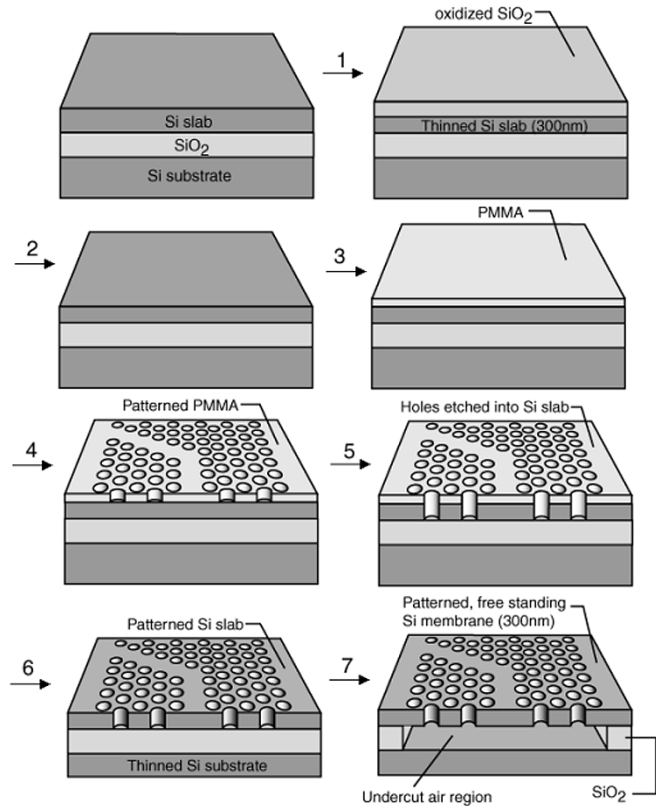 oxidized SiO2
1
Si slab
SiO2
Si substrate
Thinned Si slab (300nm)
2
3
PMMA
4
Patterned PMMA
5
Holes etched into Si slab
6
Patterned Si slab
Thinned Si substrate
7
Patterned, free standing
Si membrane (300nm)
Undercut air region
SiO2